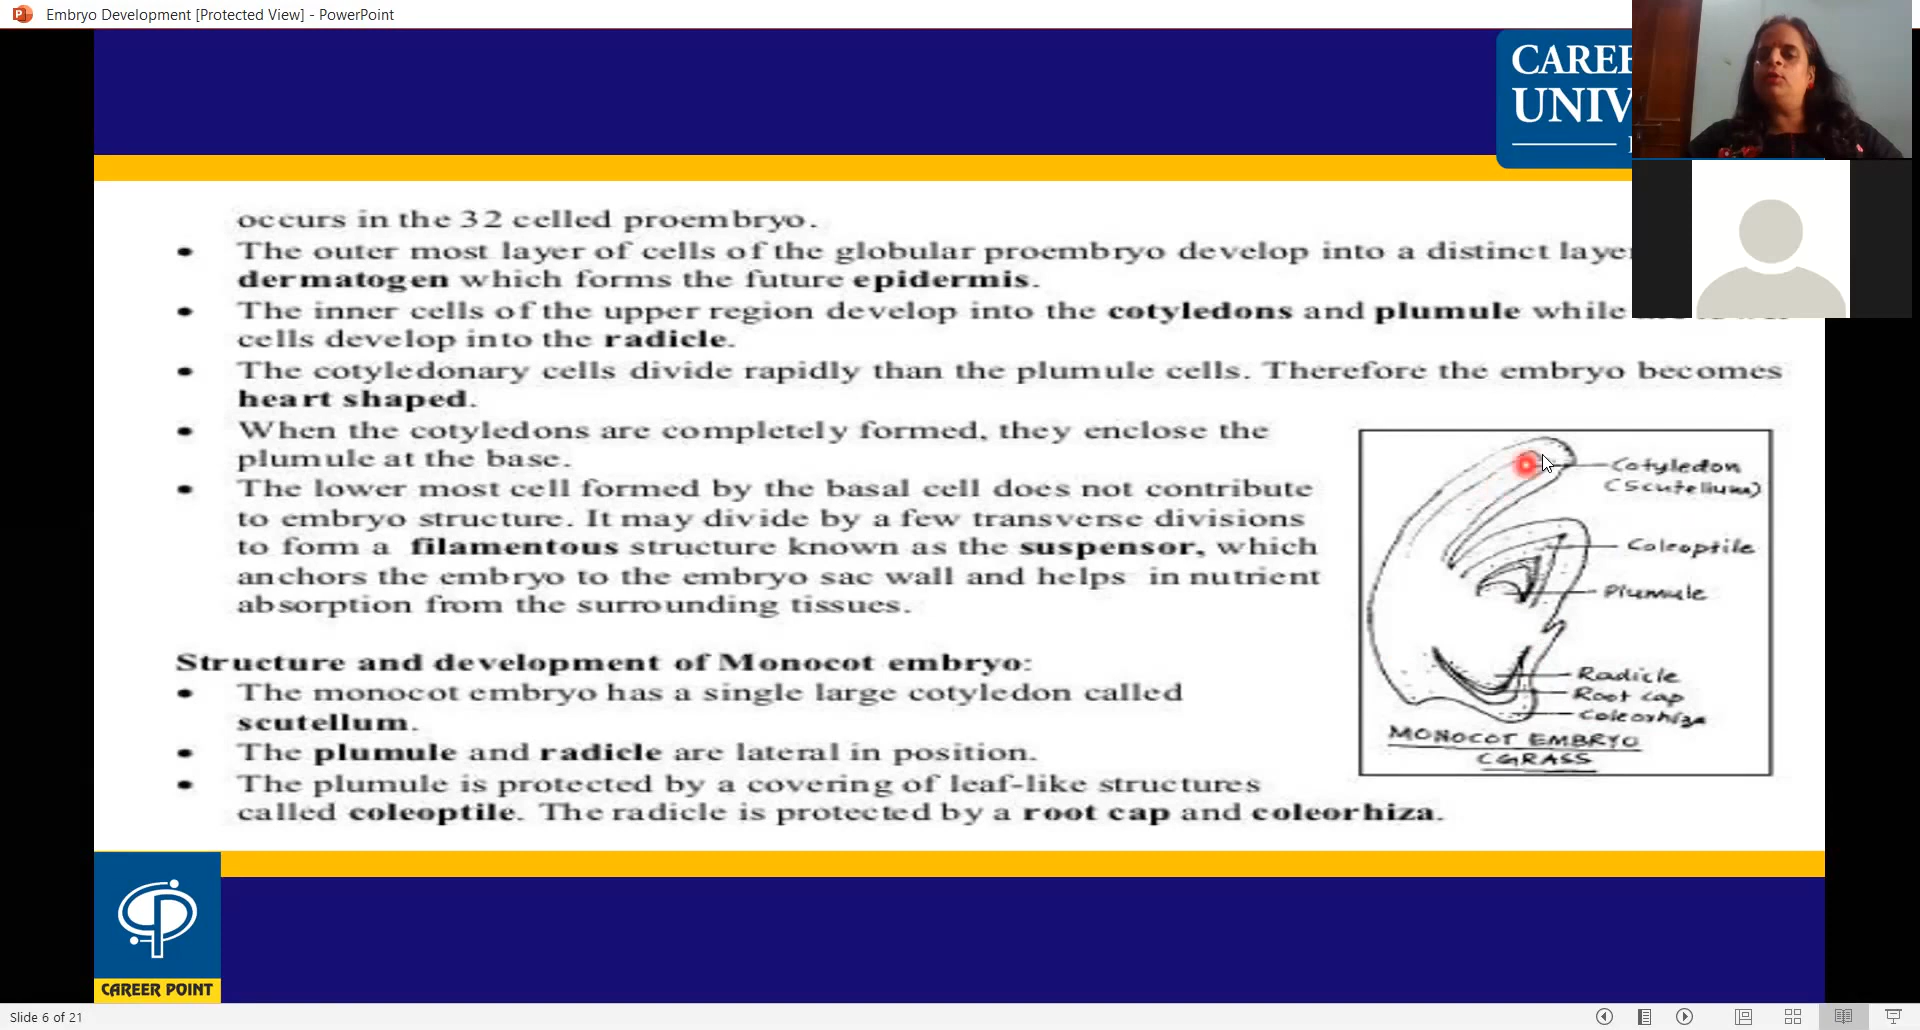 Embryo Development [Protected View] - PowerPoint
CAREE
UNIV
occurs in the 32 celled proembryo.
• The outer most layer of cells of the globular proembryo develop into a distinct layer
dermatogen which forms the future epidermis.
• The inner cells of the upper region develop into the cotyledons and plumule while
cells develop into the radicle.
• The cotyledonary cells divide rapidly than the plumule cells. Therefore the embryo becomes
heart shaped.
• When the cotyledons are completely formed, they enclose the
plumule at the base.
• The lower most cell formed by the basal cell does not contribute
to embryo structure. It may divide by a few transverse divisions
to form a filamentous structure known as the suspensor, which
anchors the embryo to the embryo sac wall and helps in nutrient
absorption from the surrounding tissues.
Cotyledon
(Scutellum)
Coleoptile
Plumule
Radicle
Root cap
Coleorhiza
MONOCOT EMBRYO
(GRASS
Structure and development of Monocot embryo:
• The monocot embryo has a single large cotyledon called
scutellum.
• The plumule and radicle are lateral in position.
• The plumule is protected by a covering of leaf-like structures
called coleoptile. The radicle is protected by a root cap and coleorhiza.
CAREER POINT
Slide 6 of 21